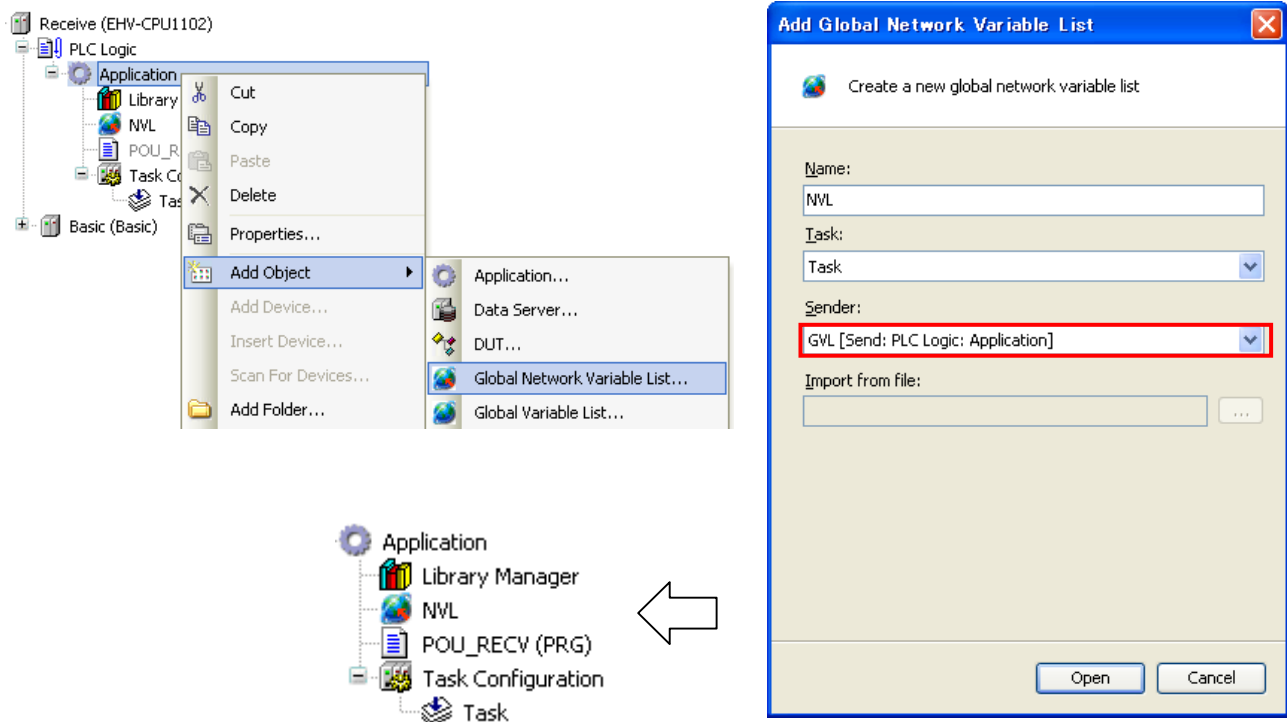 Receive (EHV-CPU1102)
PLC Logic
Application
Library
NVL
POU_R
Task Co
Tas
Basic (Basic)
Cut
Copy
Paste
Delete
Properties...
Add Object
Add Device...
Insert Device...
Scan For Devices...
Add Folder...
Application...
Data Server...
DUT...
Global Network Variable List...
Global Variable List...
Add Global Network Variable List
Create a new global network variable list
Name:
NVL
Task:
Task
Sender:
GVL [Send: PLC Logic: Application]
Import from file:
...
Open
Cancel
Application
Library Manager
NVL
POU_RECV (PRG)
Task Configuration
Task